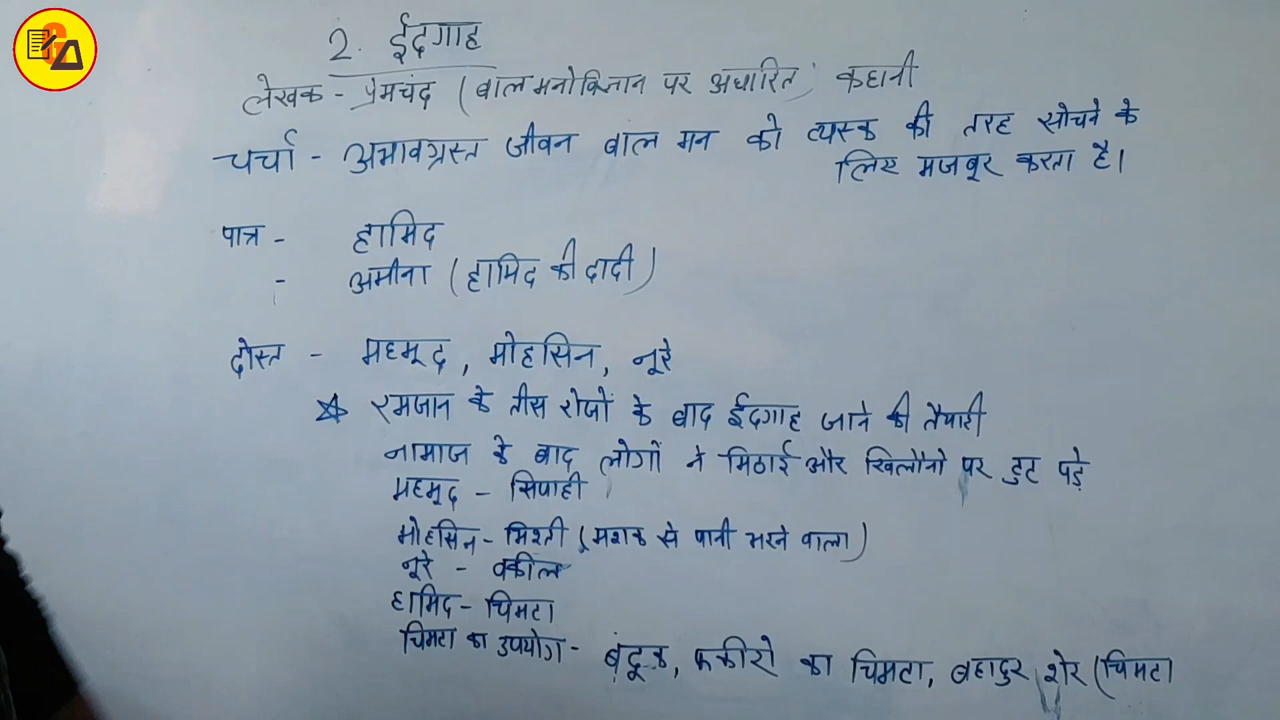 2. ईदगाह
लेखक - प्रेमचंद (बालमनोविज्ञान पर अधारित) कहानी
चर्चा - अभावग्रस्त जीवन बाल मन को व्यस्क की तरह सोचने के
लिए मजबूर करता है।
पात्र - हामिद
- अमीना (हामिद की दादी)
दोस्त - महमूद, मोहसिन, नूरे
☆ रमजान के तीस रोजों के बाद ईदगाह जाने की तैयारी
नामाज के बाद लोगों ने मिठाई और खिलौनो पर टुट पड़े
महमूद - सिपाही
मोहसिन - भिश्ती (मशक से पानी भरने वाला)
नूरे - वकील
हामिद - चिमटा
चिमटा का उपयोग - बंदूक, फकीरो का चिमटा, बहादुर शेर (चिमटा